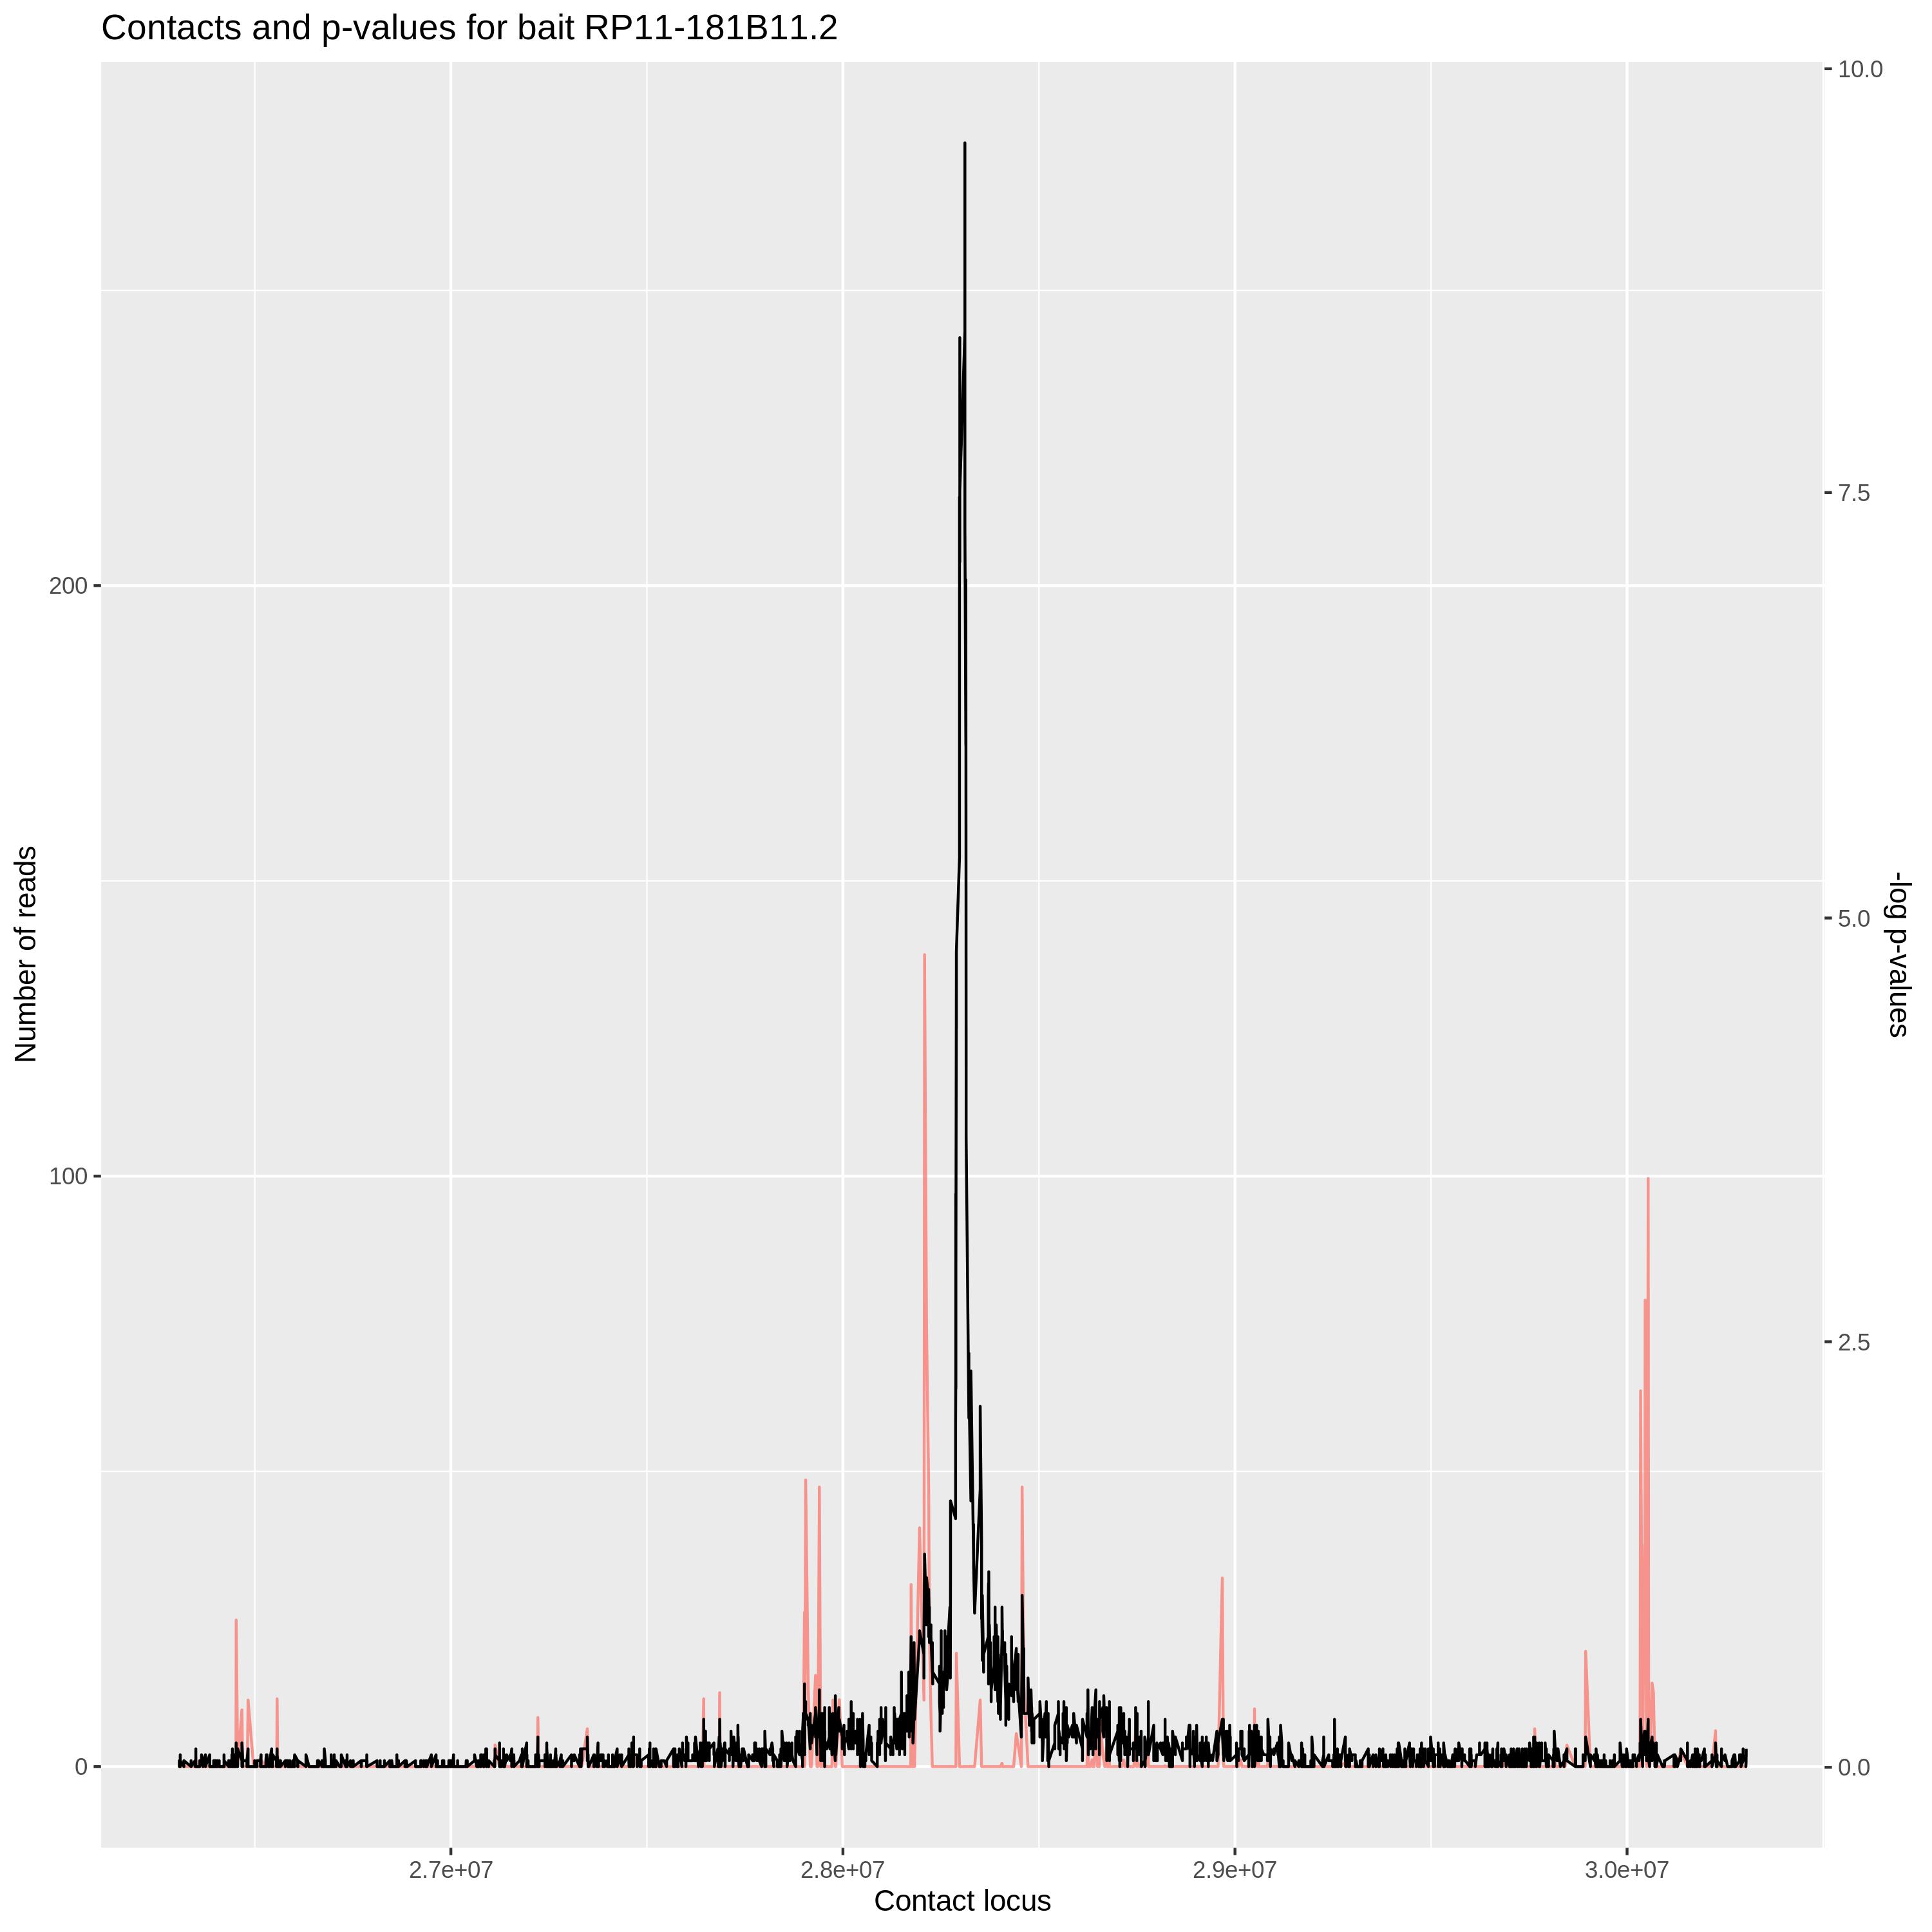 Contacts and p-values for bait RP11-181B11.2
10.0
7.5
200
5.0
Number of reads
-log p-values
100
2.5
0
0.0
2.7e+07
2.8e+07
2.9e+07
3.0e+07
Contact locus